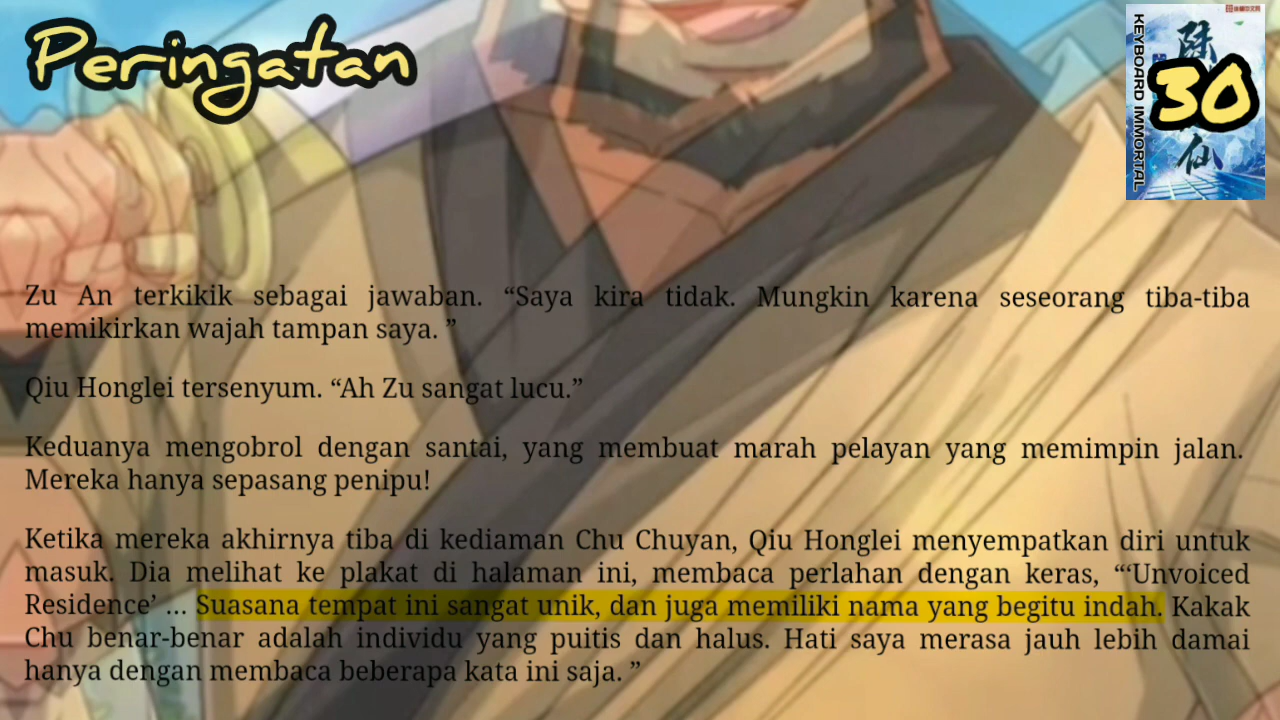 Peringatan
KEYBOARD IMMORTAL
30
仙
Zu An terkikik sebagai jawaban. “Saya kira tidak. Mungkin karena seseorang tiba-tiba
memikirkan wajah tampan saya. ”
Qiu Honglei tersenyum. “Ah Zu sangat lucu.”
Keduanya mengobrol dengan santai, yang membuat marah pelayan yang memimpin jalan.
Mereka hanya sepasang penipu!
Ketika mereka akhirnya tiba di kediaman Chu Chuyan, Qiu Honglei menyempatkan diri untuk
masuk. Dia melihat ke plakat di halaman ini, membaca perlahan dengan keras, “‘Unvoiced
Residence’ ... Suasana tempat ini sangat unik, dan juga memiliki nama yang begitu indah. Kakak
Chu benar-benar adalah individu yang puitis dan halus. Hati saya merasa jauh lebih damai
hanya dengan membaca beberapa kata ini saja. ”